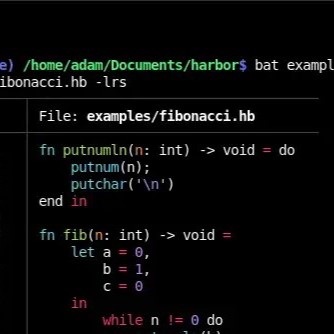 e) /home/adam/Documents/harbor$ bat exampl
ibonacci.hb -lrs
File: examples/fibonacci.hb
fn putnumln(n: int) -> void = do
putnum(n);
putchar('\n')
end in
fn fib(n: int) -> void =
let a = 0,
b = 1,
c = 0
in
while n != 0 do